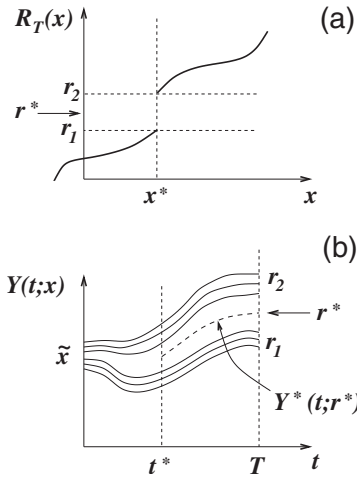 R_T(x)
(a)
r_2
r*
r_1
x*
x
(b)
Y(t;x)
r_2
r*
x̃
r_1
Y*(t;r*)
t*
T
t